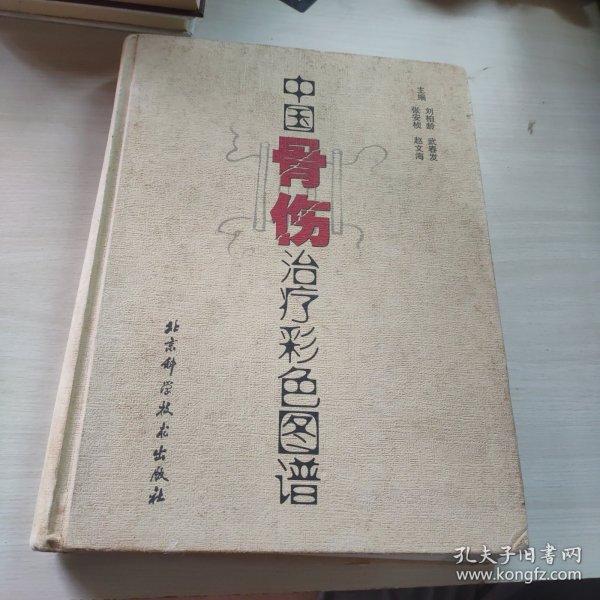 中国骨伤治疗彩色图谱
主编 刘柏龄 武春发
张安桢 赵文海
北京科学技术出版社
孔夫子旧书网
www.kongfz.com